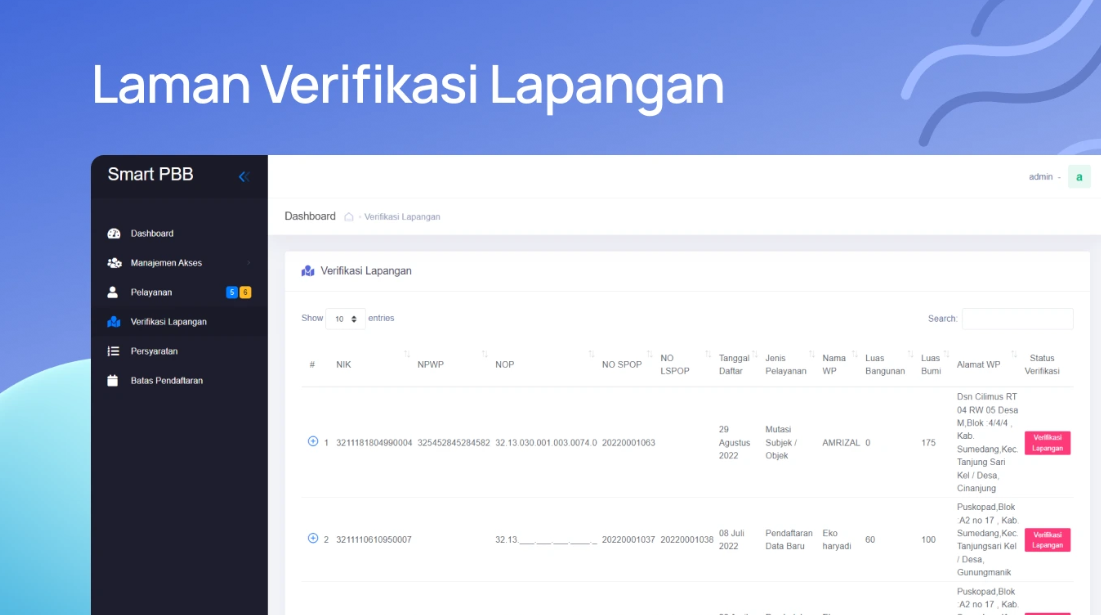 Laman Verifikasi Lapangan
Smart PBB
admin -
a
Dashboard - Verifikasi Lapangan
Dashboard
Manajemen Akses
Pelayanan 5 6
Verifikasi Lapangan
Persyaratan
Batas Pendaftaran
Verifikasi Lapangan
Show 10 entries
Search:
# NIK NPWP NOP NO SPOP NO LSPOP Tanggal Daftar Jenis Pelayanan Nama WP Luas Bangunan Luas Bumi Alamat WP Status Verifikasi
1 3211181804990004 325452845284582 32.13.030.001.003.0074.0 20220001063
29
Agustus
2022
Mutasi
Subjek /
Objek
AMRIZAL 0 175
Dsn Cilimus RT
04 RW 05 Desa
M,Blok :4/4/4 ,
Kab.
Sumedang,Kec.
Tanjung Sari
Kel / Desa,
Cinanjung
Verifikasi
Lapangan
2 3211110610950007 32.13.___.___.___.____._ 20220001037 20220001038
08 Juli
2022
Pendaftaran
Data Baru
Eko
haryadi
60 100
Puskopad,Blok
:A2 no 17 , Kab.
Sumedang,Kec.
Tanjungsari Kel
/ Desa,
Gunungmanik
Verifikasi
Lapangan
Puskopad,Blok
:A2 no 17 , Kab.